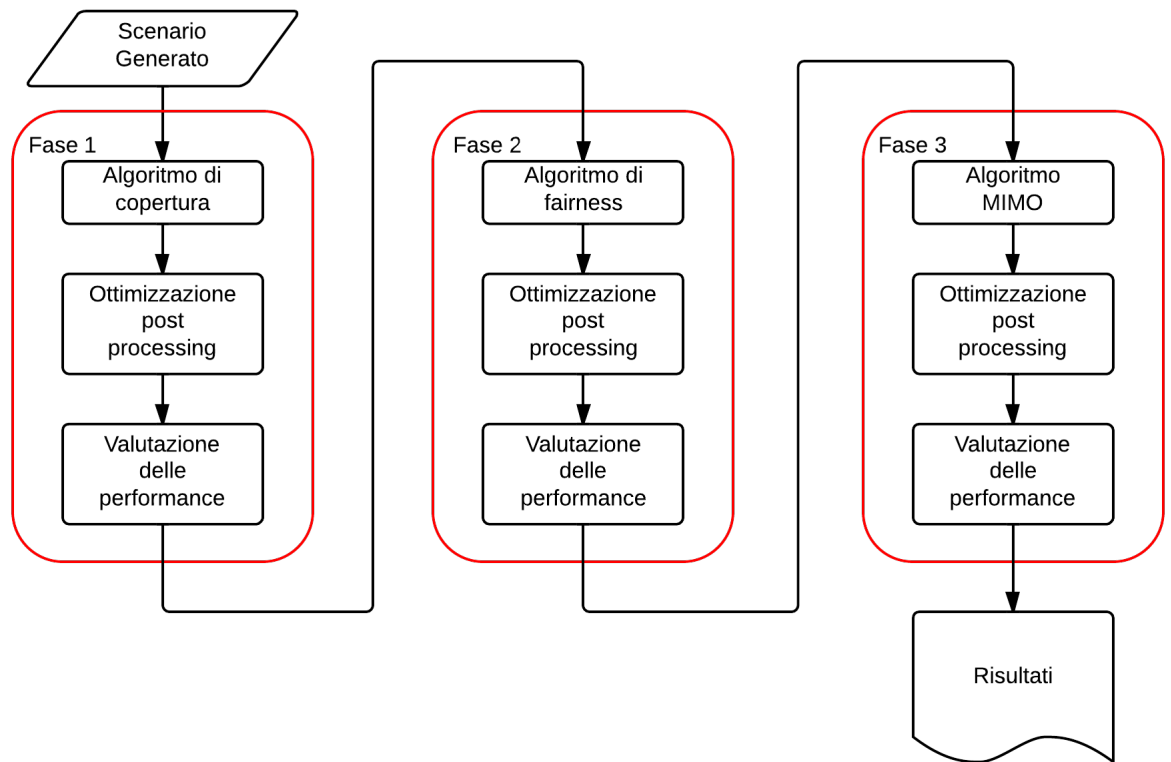 Scenario
Generato
Fase 1
Algoritmo di
copertura
Ottimizzazione
post
processing
Valutazione
delle
performance
Fase 2
Algoritmo di
fairness
Ottimizzazione
post
processing
Valutazione
delle
performance
Fase 3
Algoritmo
MIMO
Ottimizzazione
post
processing
Valutazione
delle
performance
Risultati